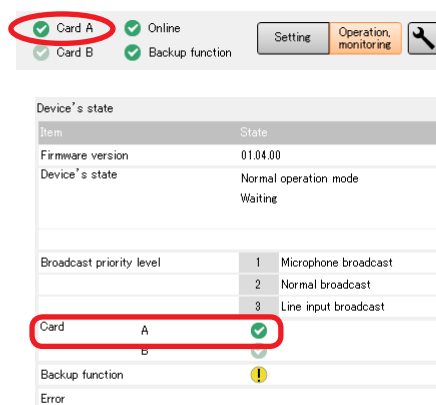 Card A Online
Card B Backup function
Setting
Operation,
monitoring
Device's state
Item State
Firmware version 01.04.00
Device's state Normal operation mode
Waiting
Broadcast priority level 1 Microphone broadcast
2 Normal broadcast
3 Line input broadcast
Card A
B
Backup function
Error